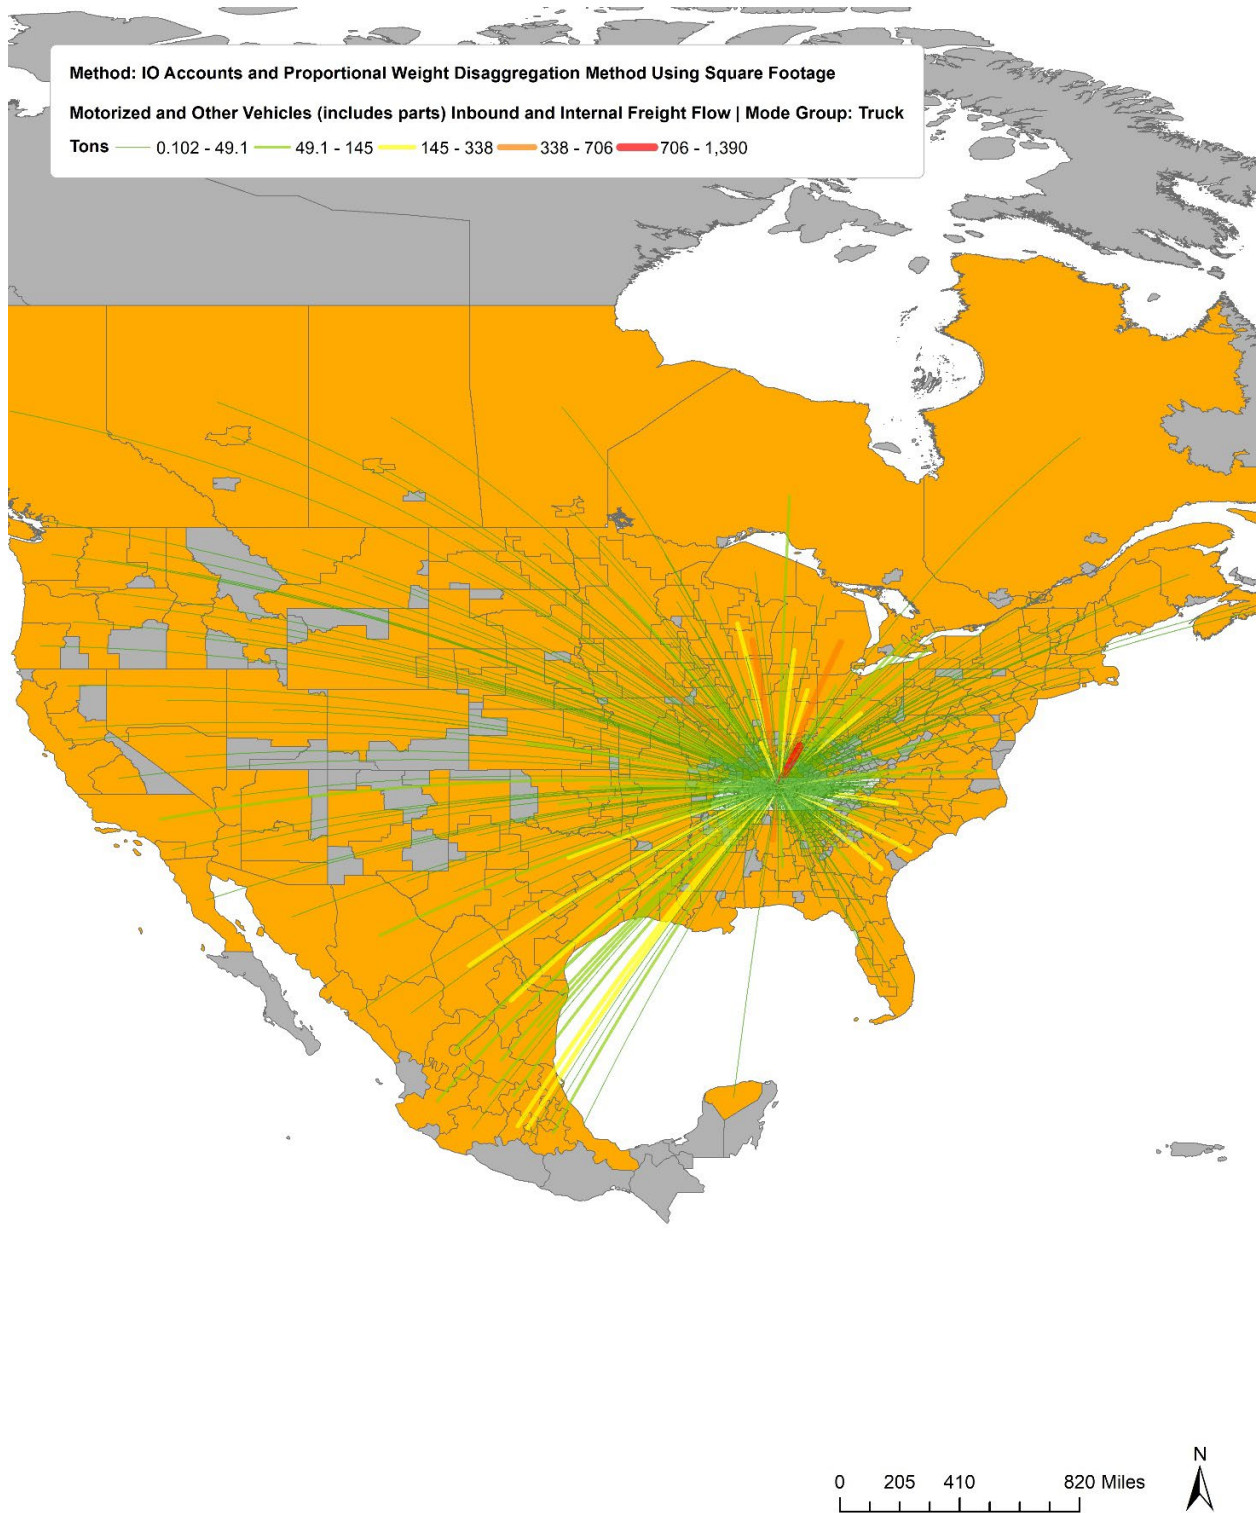 Method: IO Accounts and Proportional Weight Disaggregation Method Using Square Footage
Motorized and Other Vehicles (includes parts) Inbound and Internal Freight Flow | Mode Group: Truck
Tons 0.102 - 49.1 49.1 - 145 145 - 338 338 - 706 706 - 1,390
N
0 205 410 820 Miles